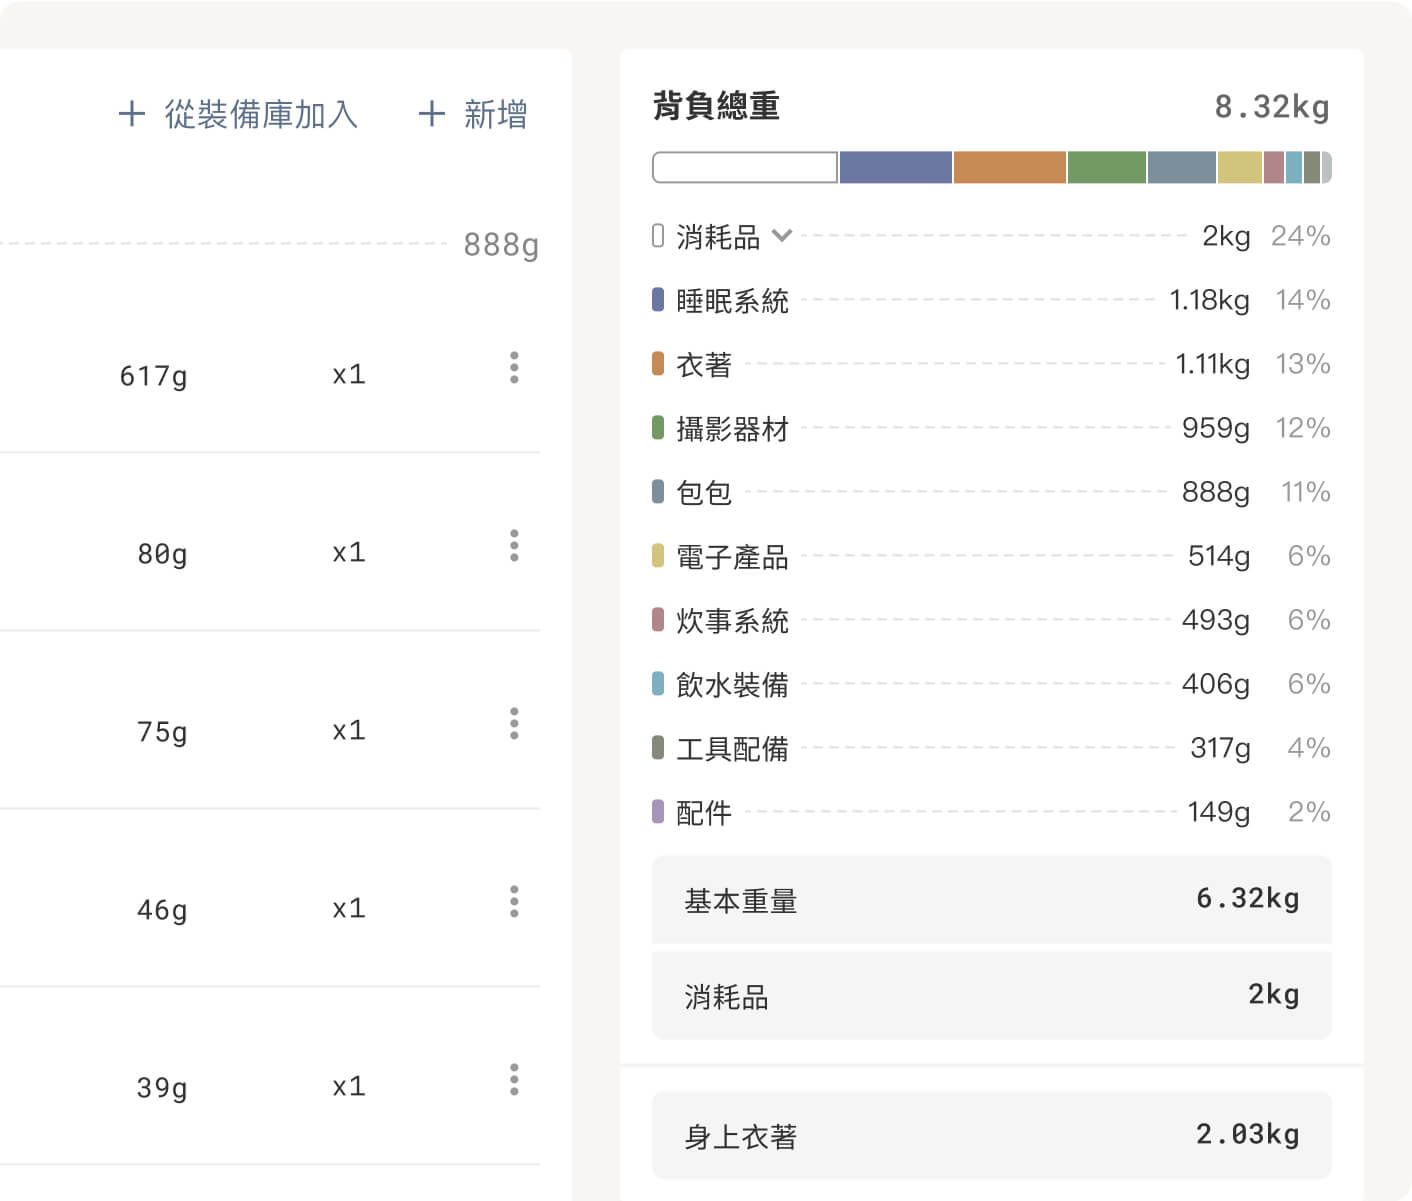 從裝備庫加入 新增
888g
617g x1
80g x1
75g x1
46g x1
39g x1
背負總重 8.32kg
消耗品 2kg 24%
睡眠系統 1.18kg 14%
衣著 1.11kg 13%
攝影器材 959g 12%
包包 888g 11%
電子產品 514g 6%
炊事系統 493g 6%
飲水裝備 406g 6%
工具配備 317g 4%
配件 149g 2%
基本重量 6.32kg
消耗品 2kg
身上衣著 2.03kg